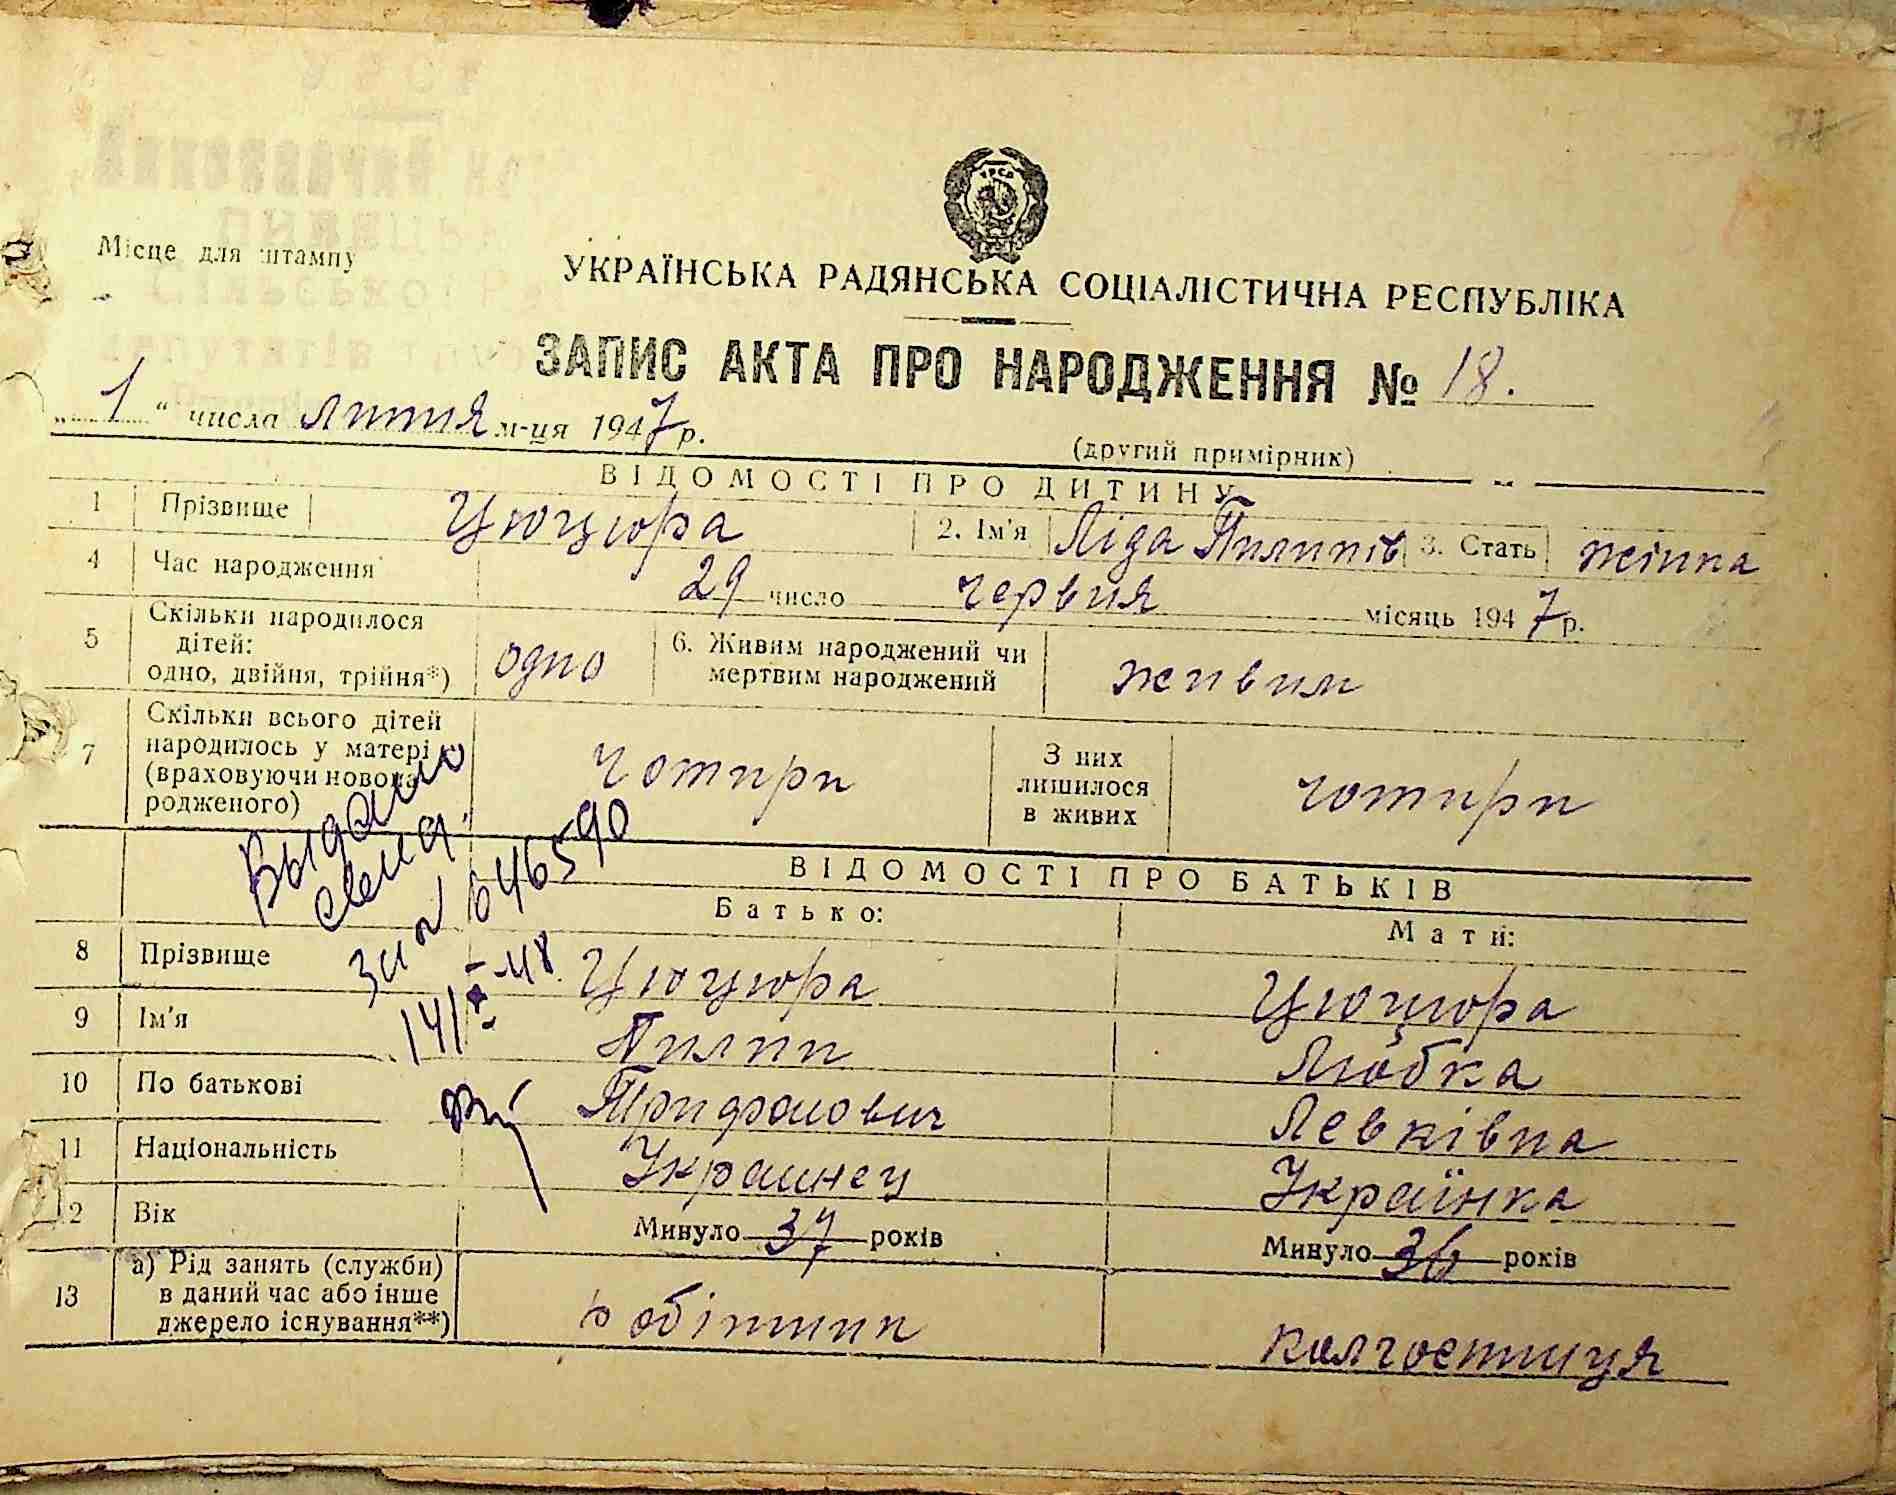 Місце для штампу
УРСР
УКРАЇНСЬКА РАДЯНСЬКА СОЦІАЛІСТИЧНА РЕСПУБЛІКА
ЗАПИС АКТА ПРО НАРОДЖЕННЯ № 18.
„ 1 “ числа липня м-ця 1947 р.
(другий примірник)
ВІДОМОСТІ ПРО ДИТИНУ
1 Прізвище Цюцюра 2. Ім'я Ліда Пилипів 3. Стать жінка
4 Час народження 29 число червня місяць 1947 р.
5 Скільки народилося дітей: одно, двійня, трійня*) одно 6. Живим народжений чи мертвим народжений живим
7 Скільки всього дітей народилось у матері (враховуючи новонародженого) чотири З них лишилося в живих чотири
Выдано
свид.
646590
ВІДОМОСТІ ПРО БАТЬКІВ
Батько: Мати:
8 Прізвище Цюцюра Цюцюра
9 Ім'я Пилип Любка
10 По батькові Трифонович Левківна
11 Національність Украинец Українка
12 Вік Минуло 37 років Минуло 36 років
13 а) Рід занять (служби) в даний час або інше джерело існування**) робітник колгоспниця